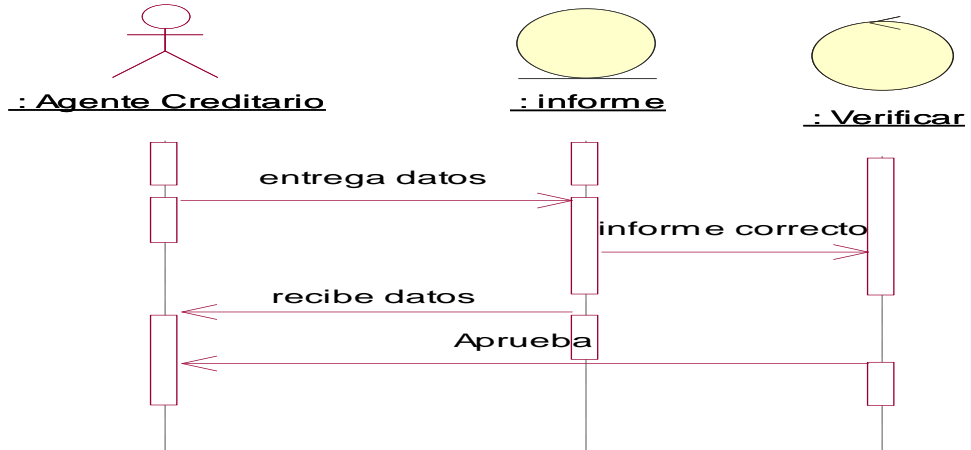 : Agente Creditario
: informe
: Verificar
entrega datos
informe correcto
recibe datos
Aprueba